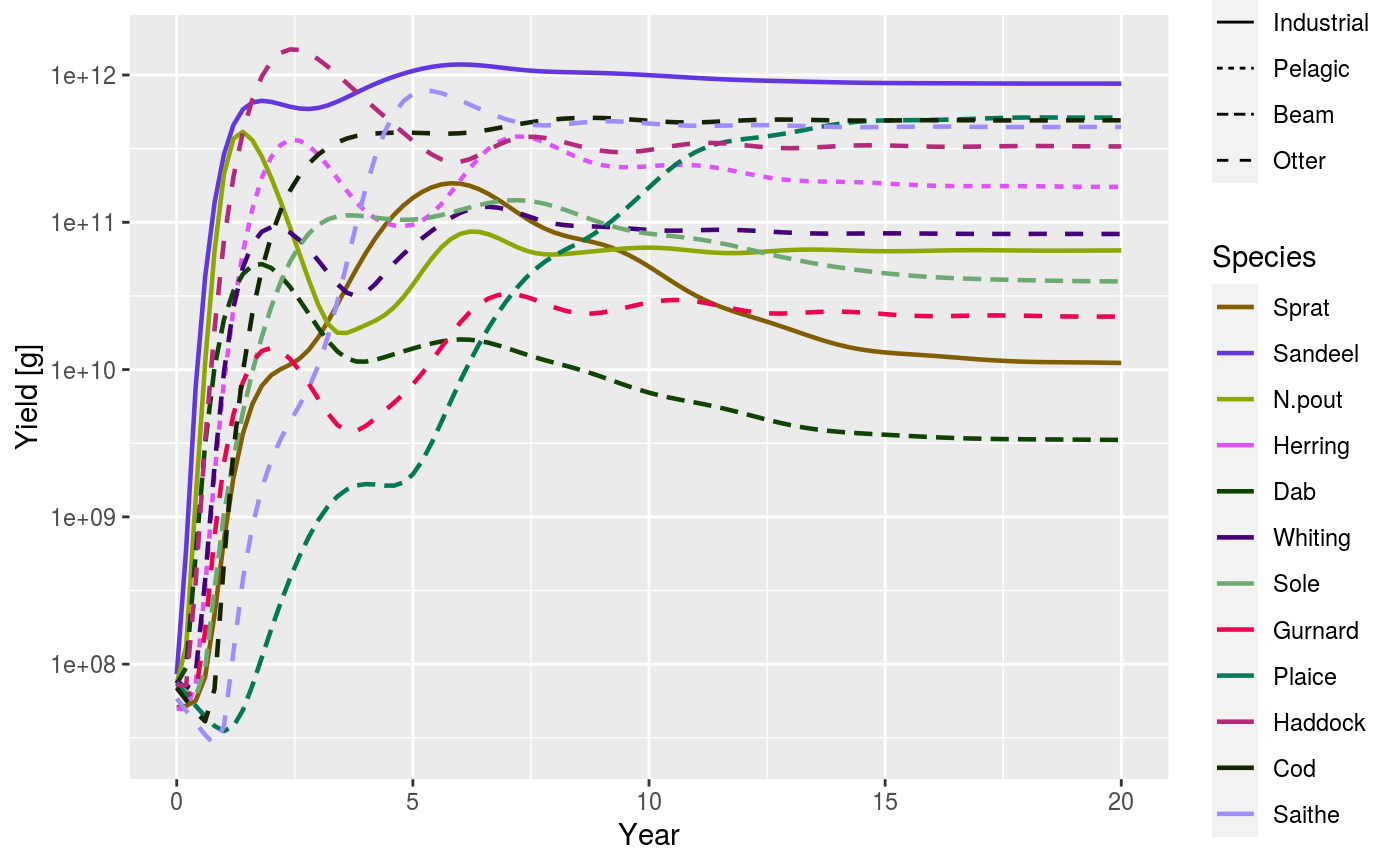 Industrial
Pelagic
Beam
Otter
Species
Sprat
Sandeel
N.pout
Herring
Dab
Whiting
Sole
Gurnard
Plaice
Haddock
Cod
Saithe
Yield [g]
1e+12
1e+11
1e+10
1e+09
1e+08
0 5 10 15 20
Year